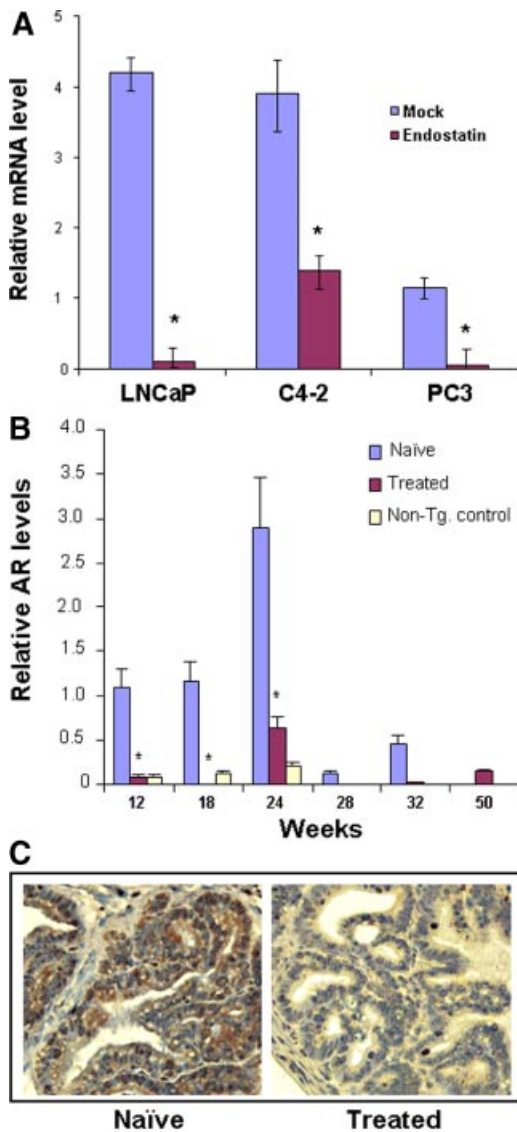 A
Relative mRNA level
5
4
3
2
1
0
Mock
Endostatin
*
*
*
LNCaP
C4-2
PC3
B
Relative AR levels
4.0
3.5
3.0
2.5
2.0
1.5
1.0
0.5
0
Naïve
Treated
Non-Tg. control
*
*
*
12
18
24
28
32
50
Weeks
C
Naïve
Treated